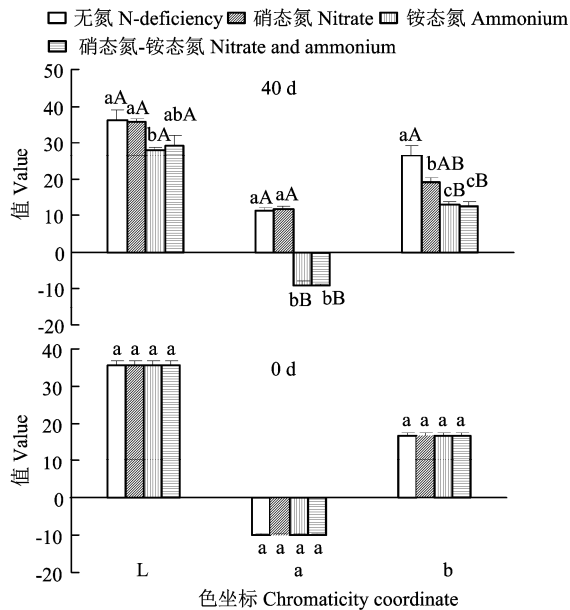 无氮 N-deficiency 硝态氮 Nitrate 铵态氮 Ammonium
硝态氮-铵态氮 Nitrate and ammonium
50
40 d
aA aA bA abA
aA aA bB bB
aA bAB cB cB
40
30
20
10
0
-10
-20
值 Value
40
0 d
a a a a
a a a a
a a a a
30
20
10
0
-10
-20
值 Value
L a b
色坐标 Chromaticity coordinate